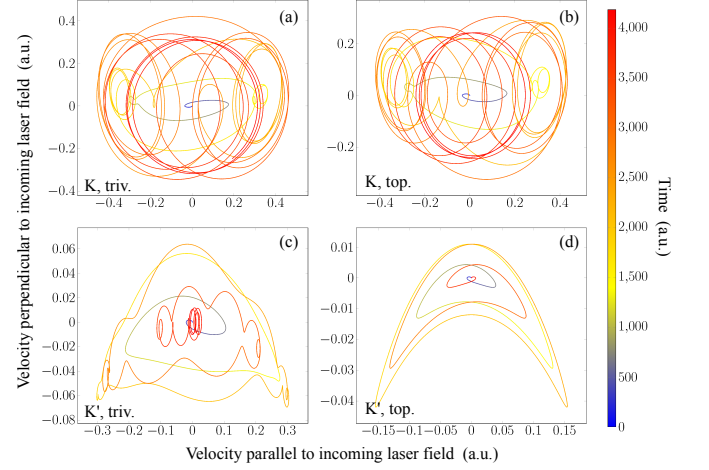 (a)
0.4
0.2
0
−0.2
−0.4
K, triv.
−0.4 −0.2 0 0.2 0.4
(b)
0.2
0
−0.2
K, top.
−0.4 −0.2 0 0.2 0.4
(c)
0.06
0.04
0.02
0
−0.02
−0.04
−0.06
−0.08
K', triv.
−0.3 −0.2 −0.1 0 0.1 0.2 0.3
(d)
0.01
0
−0.01
−0.02
−0.03
−0.04
K', top.
−0.15 −0.1 −0.05 0 0.05 0.1 0.15
Velocity perpendicular to incoming laser field (a.u.)
Velocity parallel to incoming laser field (a.u.)
4,000
3,500
3,000
2,500
2,000
1,500
1,000
500
0
Time (a.u.)